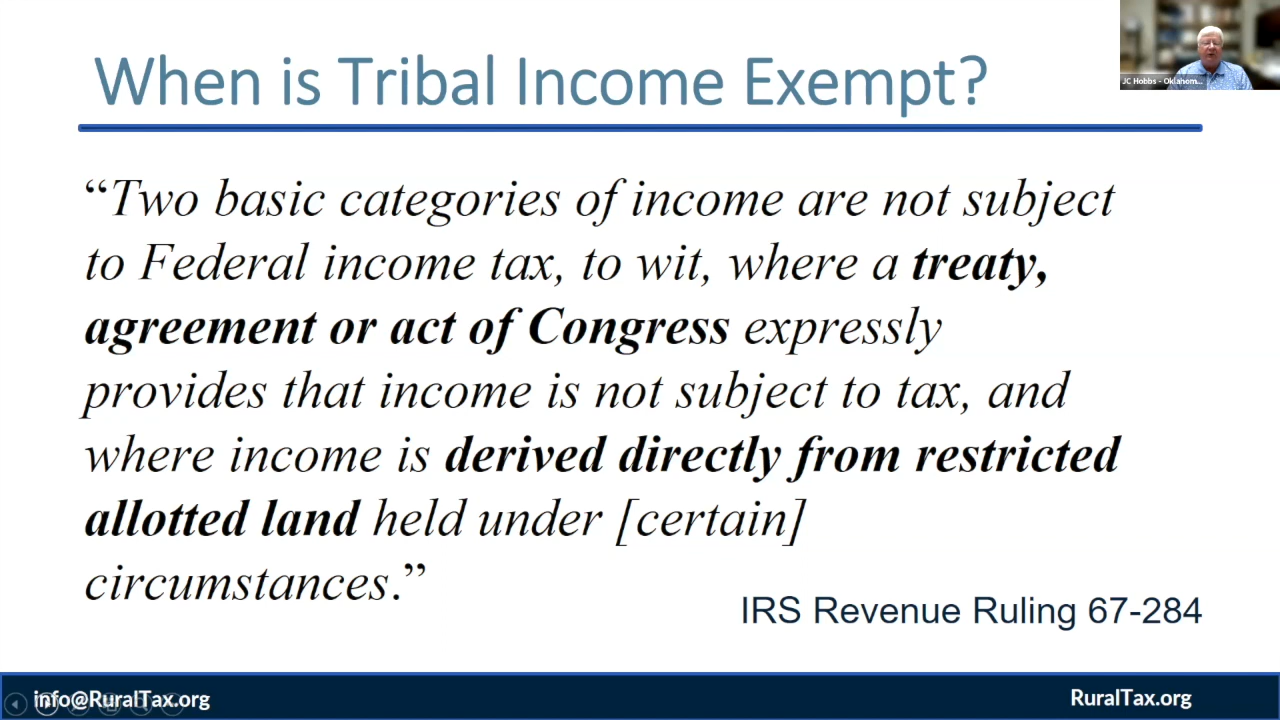 When is Tribal Income Exempt?
JC Hobbs - Oklahom...
“Two basic categories of income are not subject
to Federal income tax, to wit, where a treaty,
agreement or act of Congress expressly
provides that income is not subject to tax, and
where income is derived directly from restricted
allotted land held under [certain]
circumstances.”
IRS Revenue Ruling 67-284
info@RuralTax.org
RuralTax.org